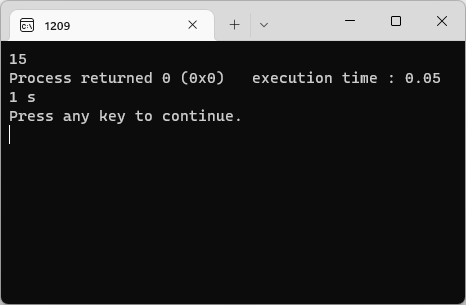 1209
15
Process returned 0 (0x0)   execution time : 0.05
1 s
Press any key to continue.